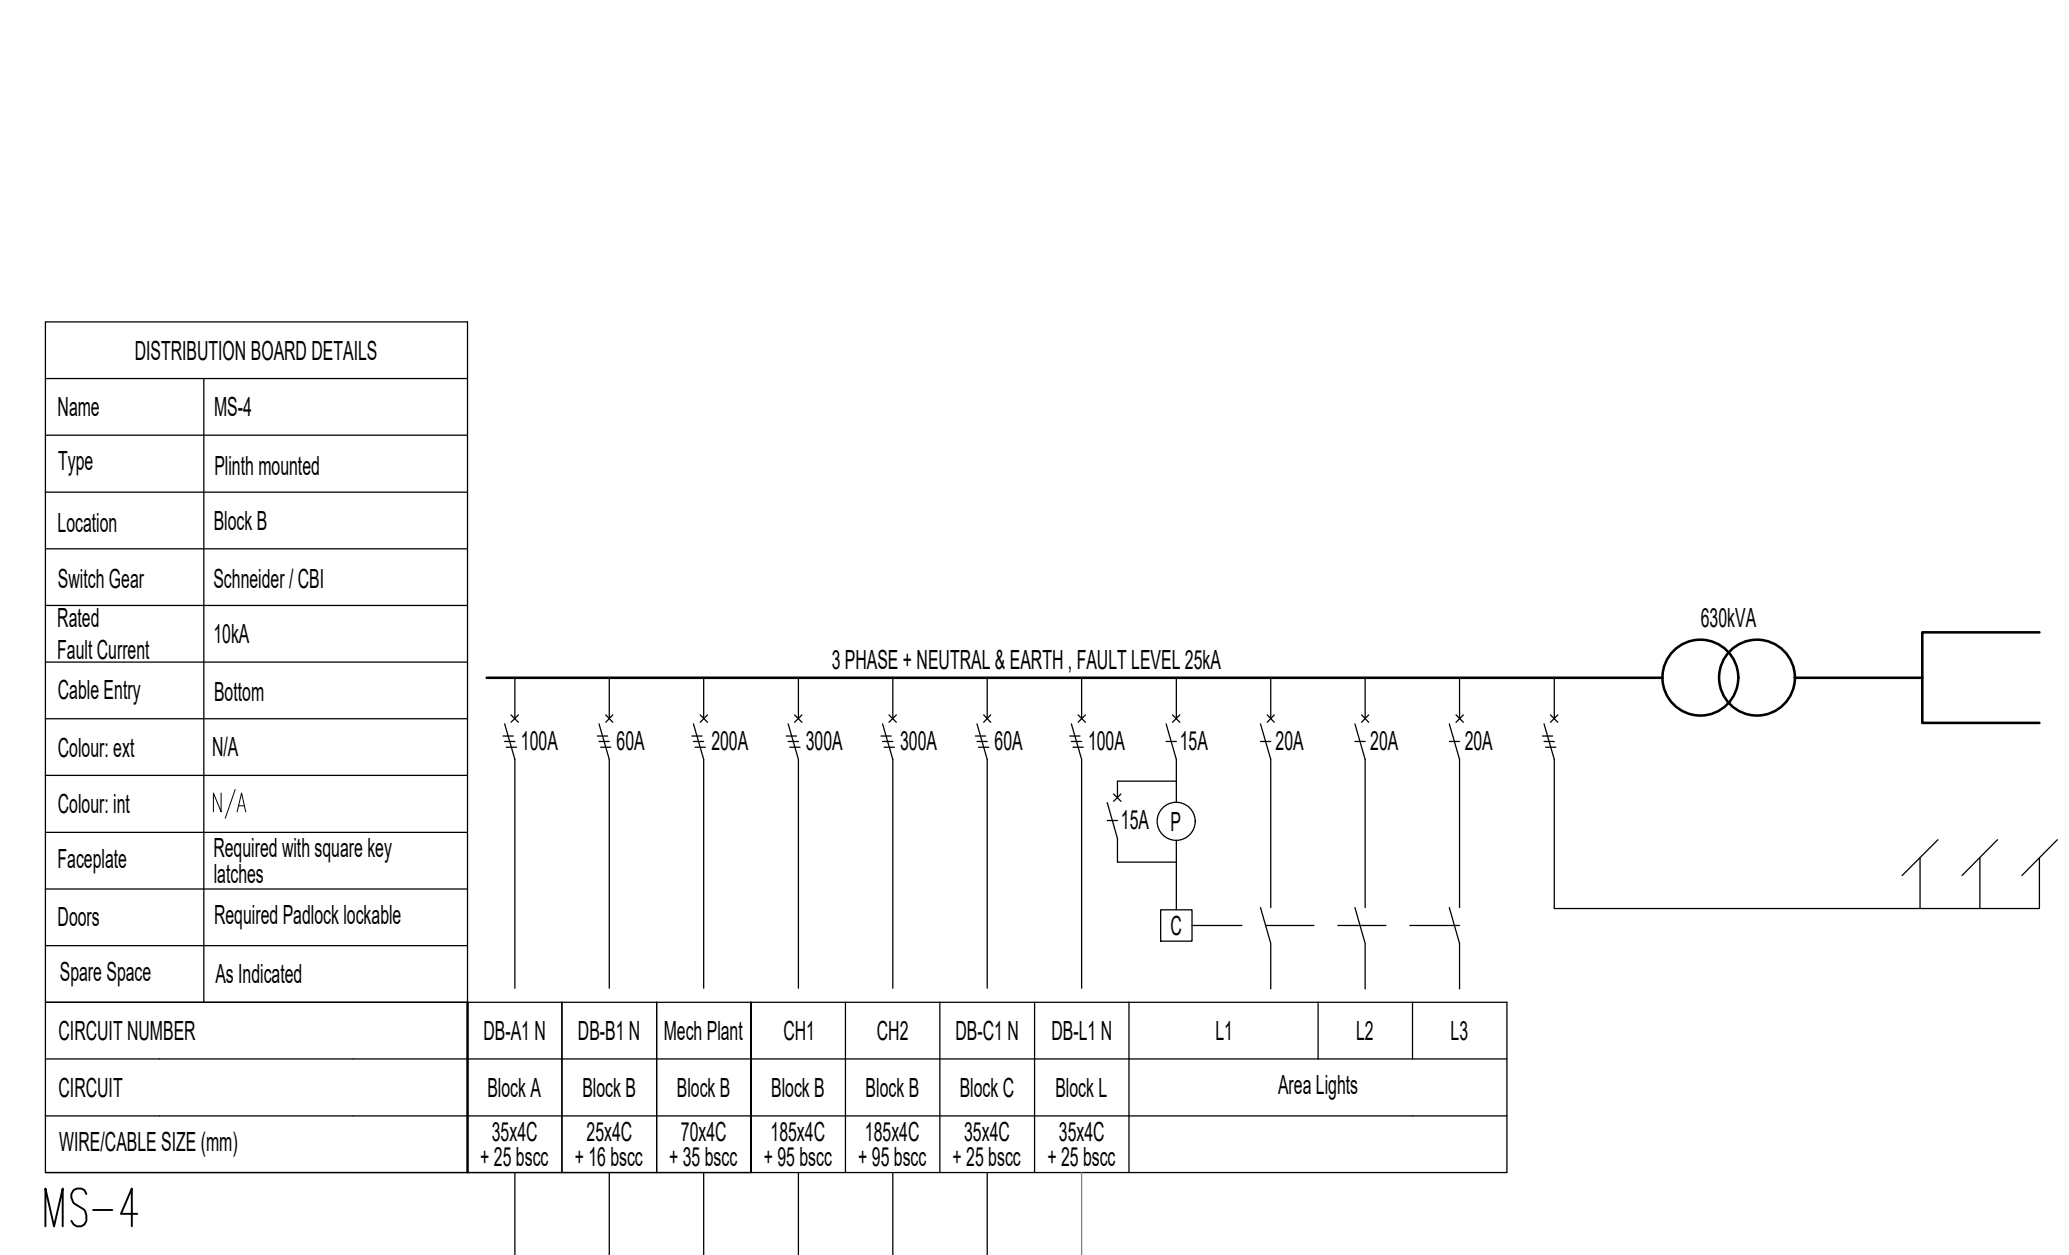 DISTRIBUTION BOARD DETAILS
Name MS-4
Type Plinth mounted
Location Block B
Switch Gear Schneider / CBI
Rated
Fault Current 10kA
Cable Entry Bottom
Colour: ext N/A
Colour: int N/A
Faceplate Required with square key
latches
Doors Required Padlock lockable
Spare Space As Indicated
630kVA
3 PHASE + NEUTRAL & EARTH , FAULT LEVEL 25kA
100A 60A 200A 300A 300A 60A 100A 15A 20A 20A 20A
15A P
C
CIRCUIT NUMBER DB-A1 N DB-B1 N Mech Plant CH1 CH2 DB-C1 N DB-L1 N L1 L2 L3
CIRCUIT Block A Block B Block B Block B Block B Block C Block L Area Lights
WIRE/CABLE SIZE (mm) 35x4C 25x4C 70x4C 185x4C 185x4C 35x4C 35x4C
+ 25 bscc + 16 bscc + 35 bscc + 95 bscc + 95 bscc + 25 bscc + 25 bscc
MS-4